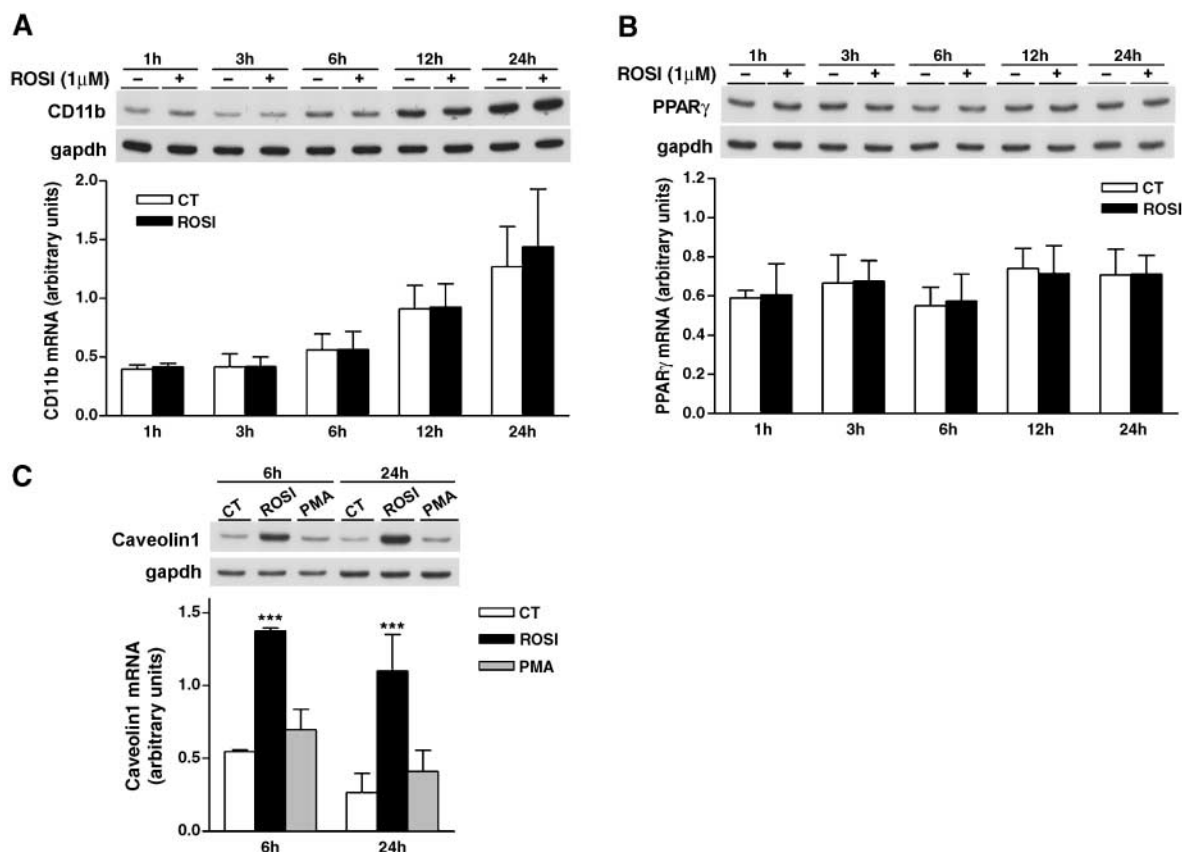 A
1h 3h 6h 12h 24h
ROSI (1μM) – + – + – + – + – +
CD11b
gapdh
CD11b mRNA (arbitrary units)
2.0
1.5
1.0
0.5
0.0
CT
ROSI
1h 3h 6h 12h 24h
B
1h 3h 6h 12h 24h
ROSI (1μM) – + – + – + – + – +
PPARγ
gapdh
PPARγ mRNA (arbitrary units)
1.2
1.0
0.8
0.6
0.4
0.2
0.0
CT
ROSI
1h 3h 6h 12h 24h
C
6h 24h
CT ROSI PMA CT ROSI PMA
Caveolin1
gapdh
Caveolin1 mRNA
(arbitrary units)
1.5
1.0
0.5
0.0
*** ***
CT
ROSI
PMA
6h 24h